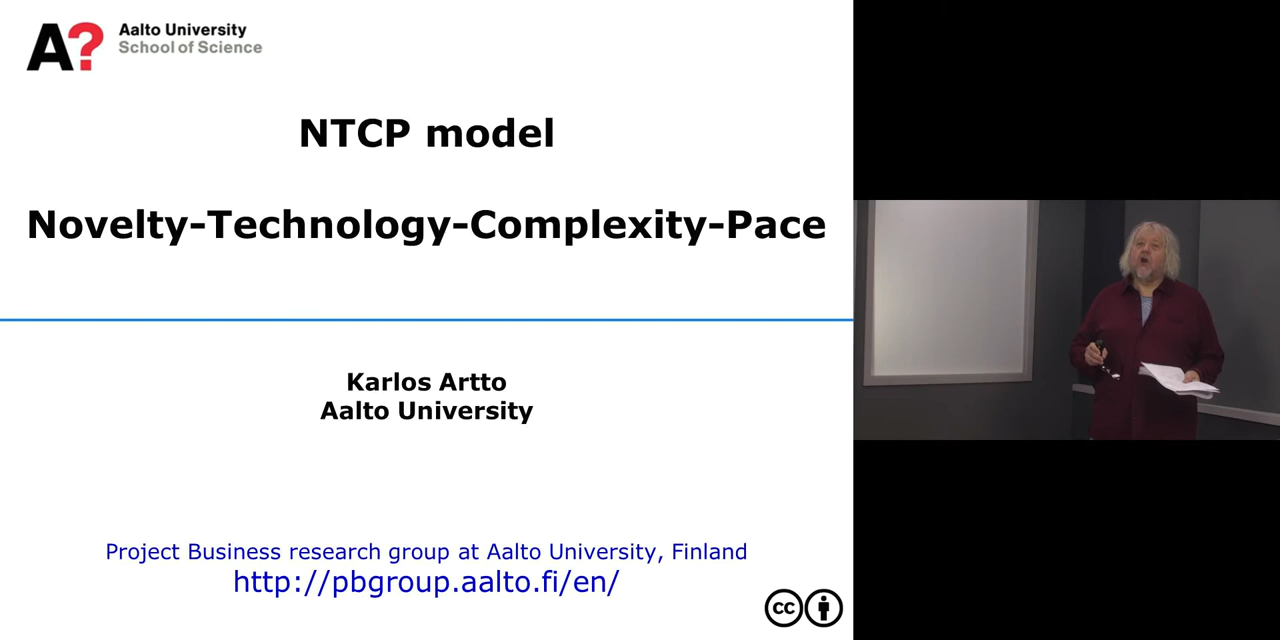 A?
Aalto University
School of Science
NTCP model
Novelty-Technology-Complexity-Pace
Karlos Artto
Aalto University
Project Business research group at Aalto University, Finland
http://pbgroup.aalto.fi/en/
cc